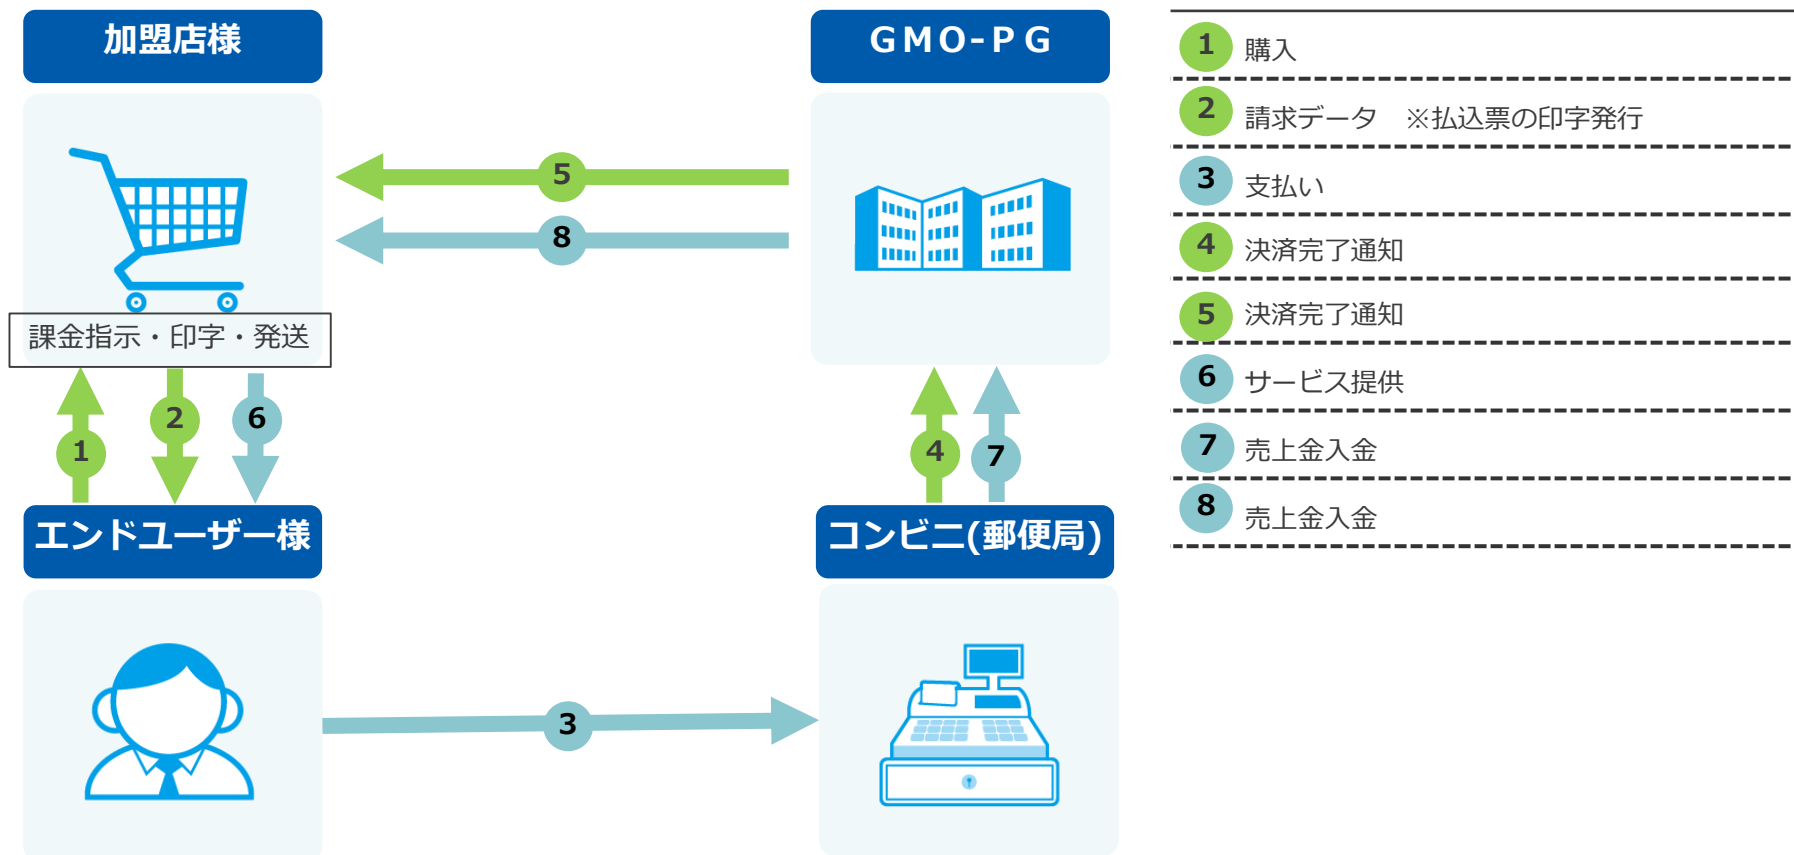 加盟店様
GMO-PG
1 購入
2 請求データ　※払込票の印字発行
3 支払い
4 決済完了通知
5 決済完了通知
6 サービス提供
7 売上金入金
8 売上金入金
5
8
課金指示・印字・発送
1
2
6
4
7
エンドユーザー様
コンビニ(郵便局)
3